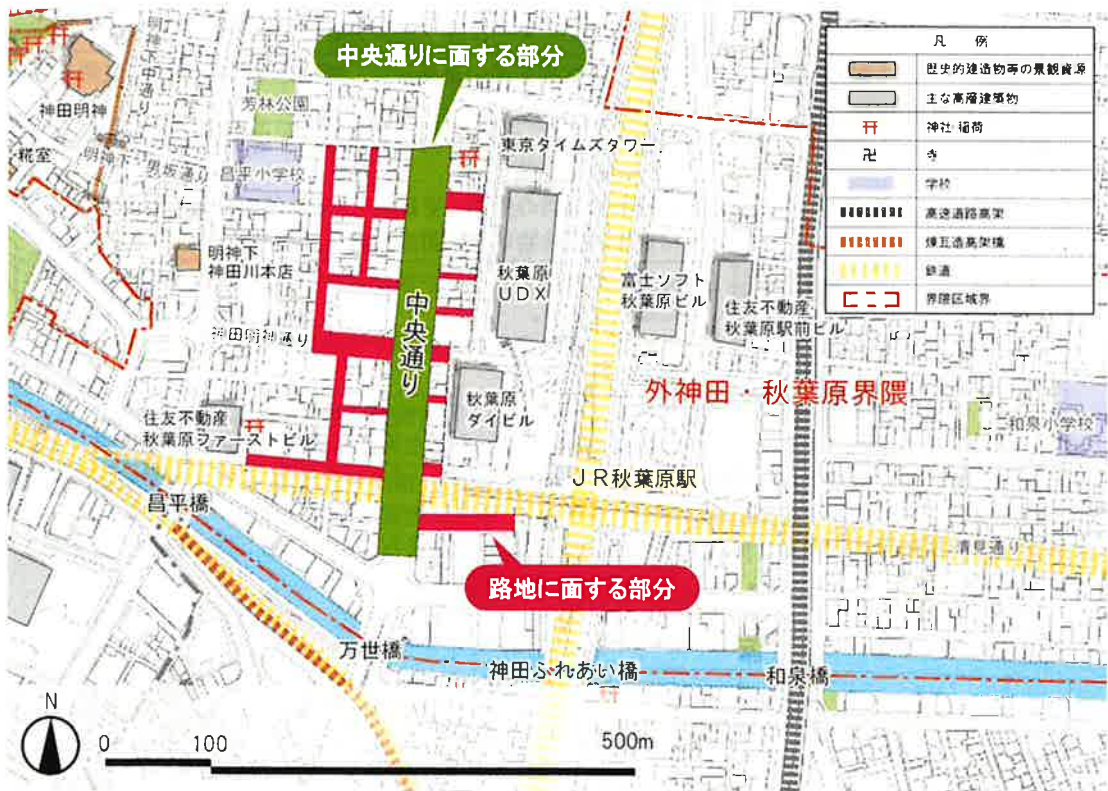 中央通りに面する部分
凡 例
歴史的建造物等の景観資源
主な高層建築物
神社・稲荷
寺
学校
高速道路高架
煉瓦造高架橋
鉄道
界隈区域界
明神下中通り
神田明神
芳林公園
東京タイムズタワー
糀室
明神下
男坂通り
昌平小学校
明神下
神田川本店
秋葉原
UDX
富士ソフト
秋葉原ビル
住友不動産
秋葉原駅前ビル
中央通り
神田明神通り
外神田・秋葉原界隈
秋葉原
ダイビル
住友不動産
秋葉原ファーストビル
和泉小学校
JR秋葉原駅
昌平橋
路地に面する部分
万世橋
神田ふれあい橋
和泉橋
N
0 100 500m